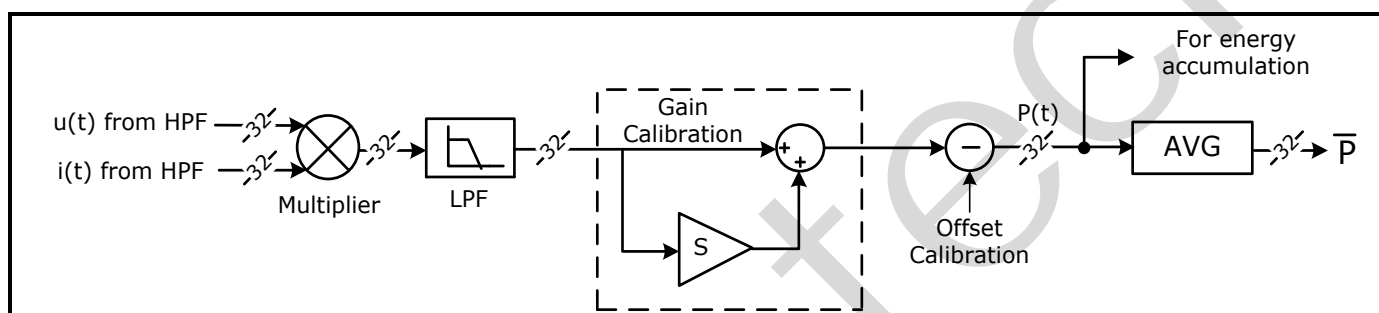 For energy
accumulation
Gain
Calibration
P(t)
u(t) from HPF
32
i(t) from HPF
32
Multiplier
32
LPF
32
+
+
S
−
Offset
Calibration
32
AVG
32
P̅
tec